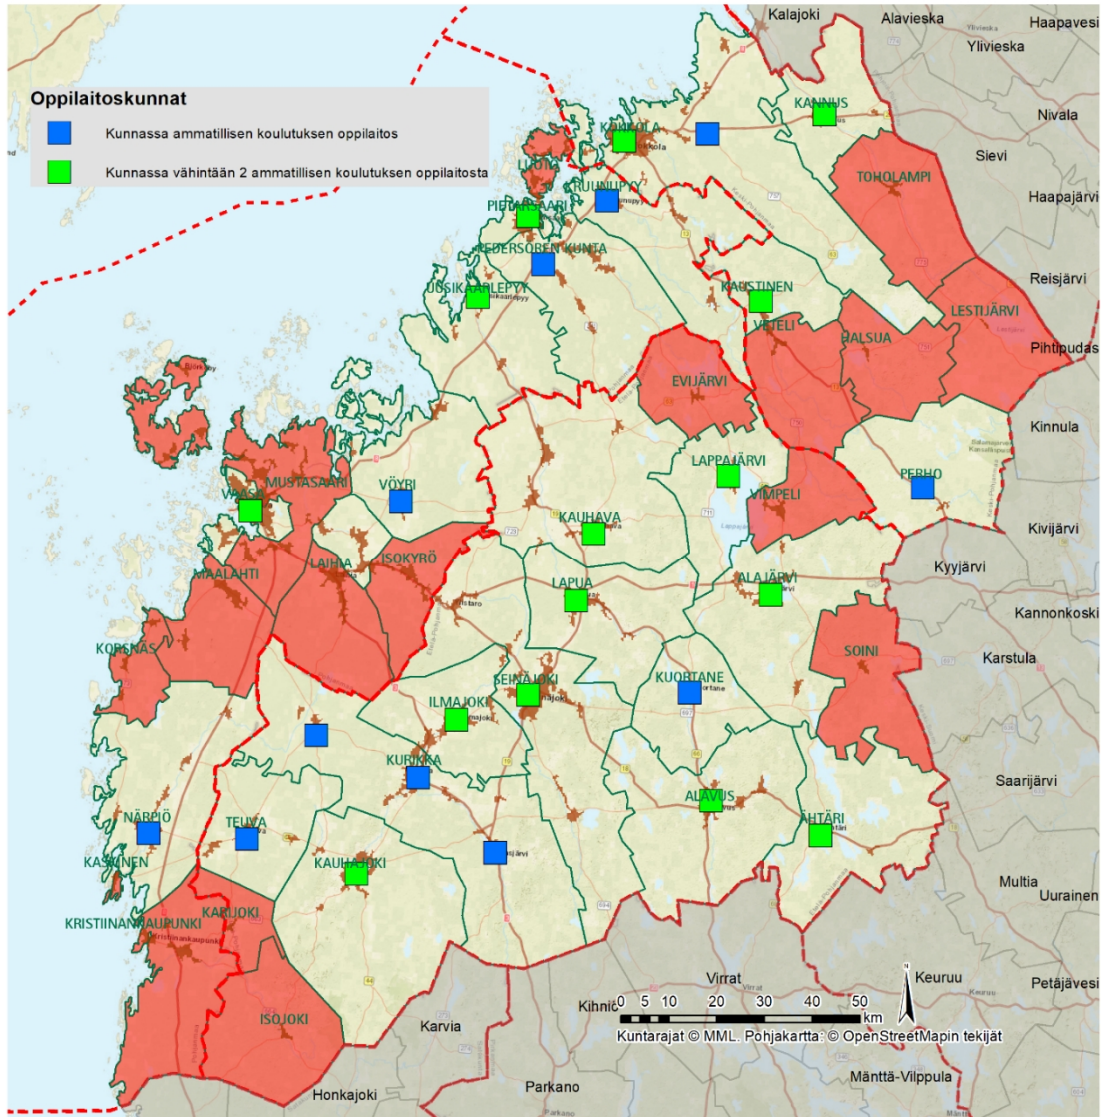 Kalajoki
Alavieska
Haapavesi
Ylivieska
Oppilaitoskunnat
Kunnassa ammatillisen koulutuksen oppilaitos
Kunnassa vähintään 2 ammatillisen koulutuksen oppilaitosta
KANNUS
Nivala
KOKKOLA
Sievi
LUOTO
TOHOLAMPI
KRUUNUPYY
Haapajärvi
PIETARSAARI
PEDERSÖREN KUNTA
Reisjärvi
UUSIKAARLEPYY
KAUSTINEN
LESTIJÄRVI
VETELI
HALSUA
Pihtipudas
EVIJÄRVI
Kinnula
LAPPAJÄRVI
PERHO
MUSTASAARI
VÖYRI
VAASA
VIMPELI
KAUHAVA
Kivijärvi
ISOKYRÖ
LAIHIA
MAALAHTI
Kyyjärvi
ALAJÄRVI
LAPUA
Kannonkoski
KORSNÄS
SOINI
Karstula
SEINÄJOKI
KUORTANE
ILMAJOKI
KURIKKA
Saarijärvi
ALAVUS
NÄRPIÖ
TEUVA
ÄHTÄRI
KASKINEN
KAUHAJOKI
Multia
Uurainen
KARIJOKI
KRISTIINANKAUPUNKI
Kristiinankaupunki
Virrat
Keuruu
Petäjävesi
Kihniö
0 5 10 20 30 40 50
km
ISOJOKI
Karvia
Kuntarajat © MML. Pohjakartta: © OpenStreetMapin tekijät
Mänttä-Vilppula
Honkajoki
Parkano